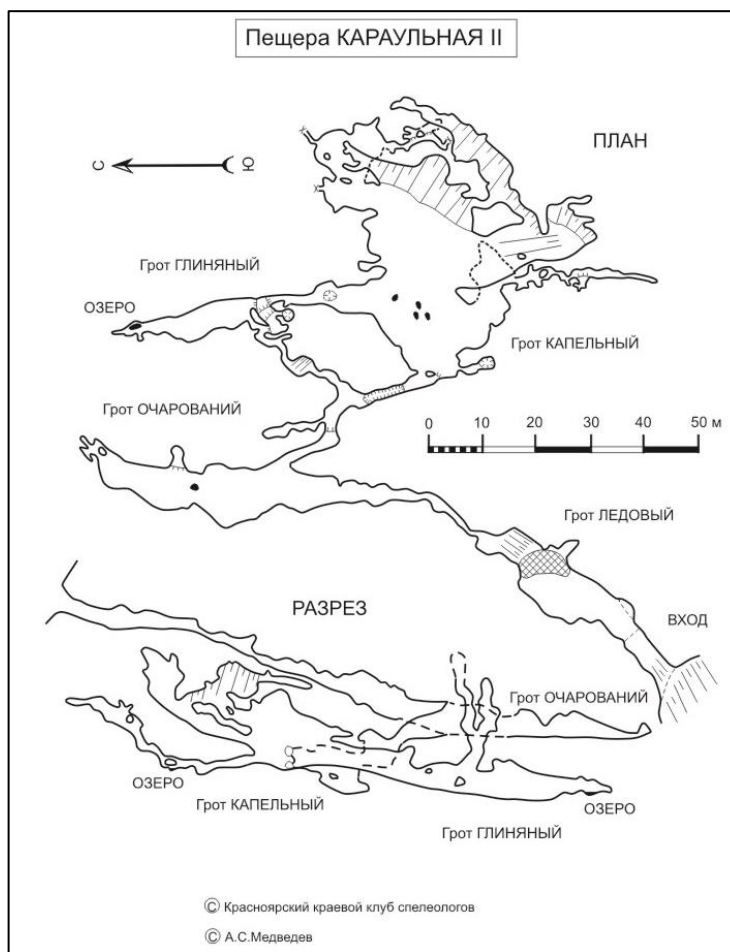 Пещера КАРАУЛЬНАЯ II
ПЛАН
С
Ю
Грот ГЛИНЯНЫЙ
ОЗЕРО
Грот КАПЕЛЬНЫЙ
Грот ОЧАРОВАНИЙ
0 10 20 30 40 50 м
Грот ЛЕДОВЫЙ
РАЗРЕЗ
ВХОД
Грот ОЧАРОВАНИЙ
ОЗЕРО
Грот КАПЕЛЬНЫЙ
ОЗЕРО
Грот ГЛИНЯНЫЙ
© Красноярский краевой клуб спелеологов
© А.С.Медведев